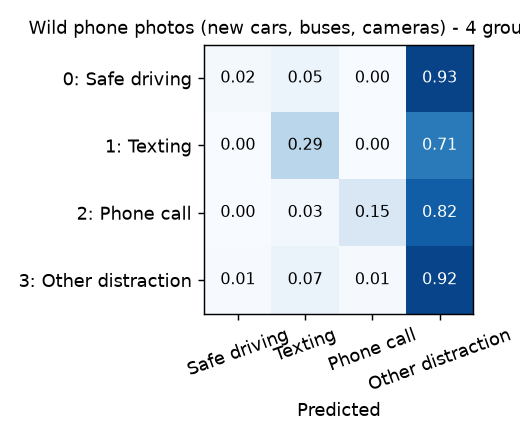 Wild phone photos (new cars, buses, cameras) - 4 grou
0: Safe driving 0.02 0.05 0.00 0.93
1: Texting 0.00 0.29 0.00 0.71
2: Phone call 0.00 0.03 0.15 0.82
3: Other distraction 0.01 0.07 0.01 0.92
Safe driving Texting Phone call Other distraction
Predicted